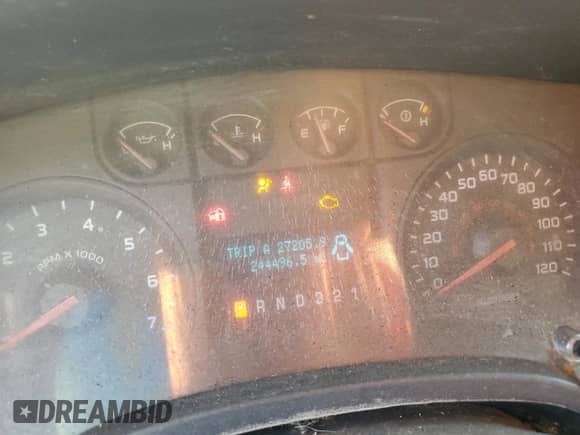 H
H
E F
H
2 3 4 5 6 7
RPM X 1000
TRIP A 27205.9
244496.5
P R N D 3 2 1
0 10 20 30 40 50 60 70 80 90 100 110 120
DREAMBID